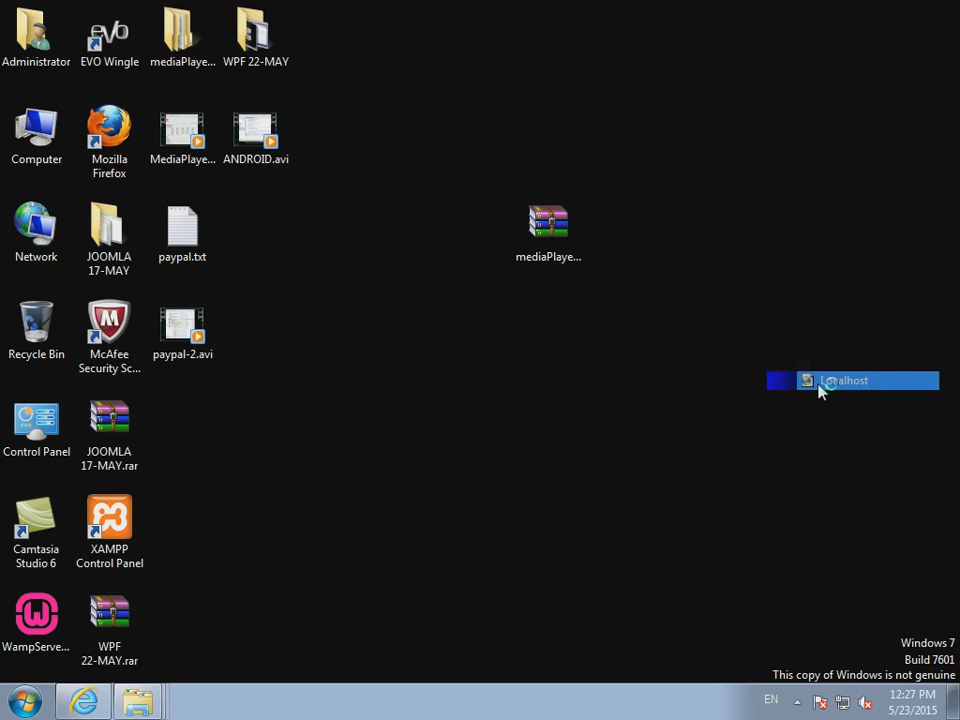 Administrator
EVO Wingle
mediaPlaye...
WPF 22-MAY
Computer
Mozilla
Firefox
MediaPlaye...
ANDROID.avi
Network
JOOMLA
17-MAY
paypal.txt
mediaPlaye...
Recycle Bin
McAfee
Security Sc...
paypal-2.avi
Localhost
Control Panel
JOOMLA
17-MAY.rar
Camtasia
Studio 6
XAMPP
Control Panel
WampServe...
WPF
22-MAY.rar
Windows 7
Build 7601
This copy of Windows is not genuine
EN
12:27 PM
5/23/2015